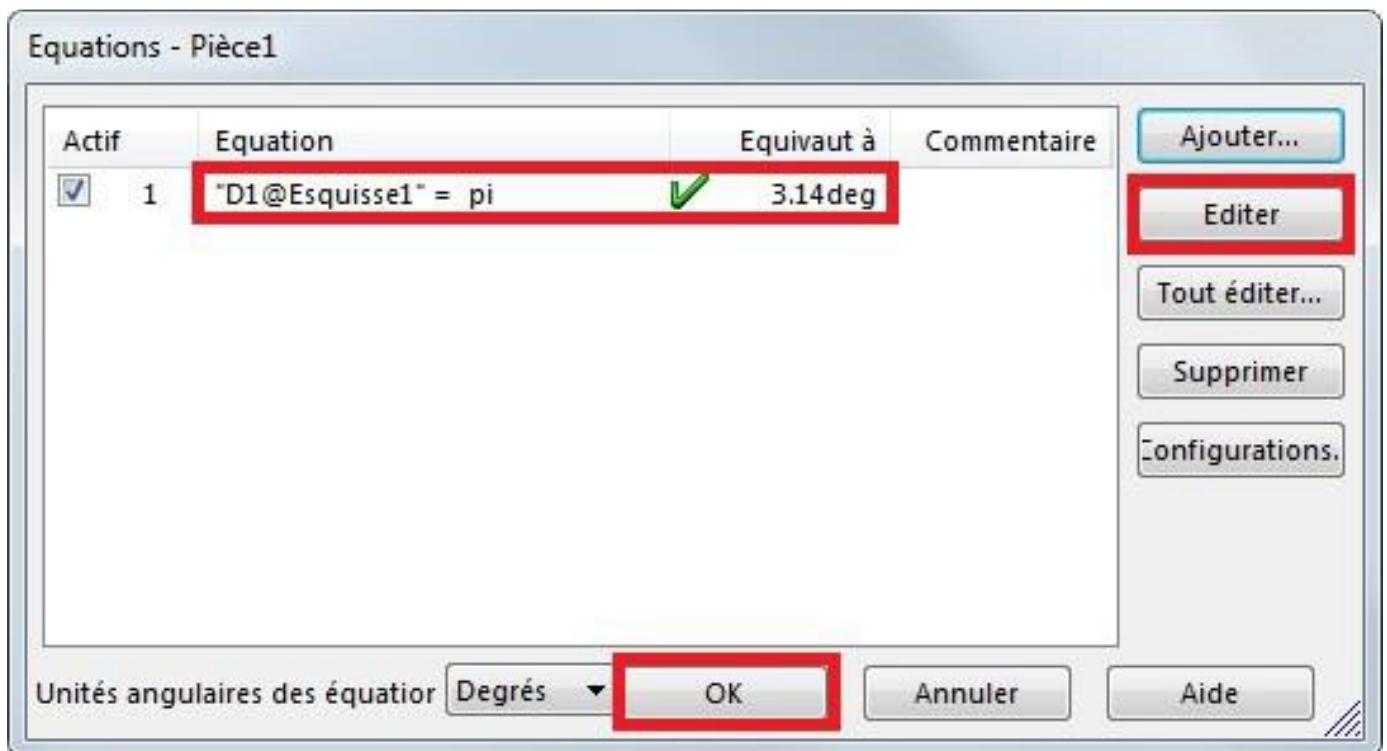 Equations - Pièce1
Actif Equation Equivaut à Commentaire
1 "D1@Esquisse1" = pi 3.14deg
Ajouter...
Editer
Tout éditer...
Supprimer
Configurations.
Unités angulaires des équatior Degrés OK Annuler Aide